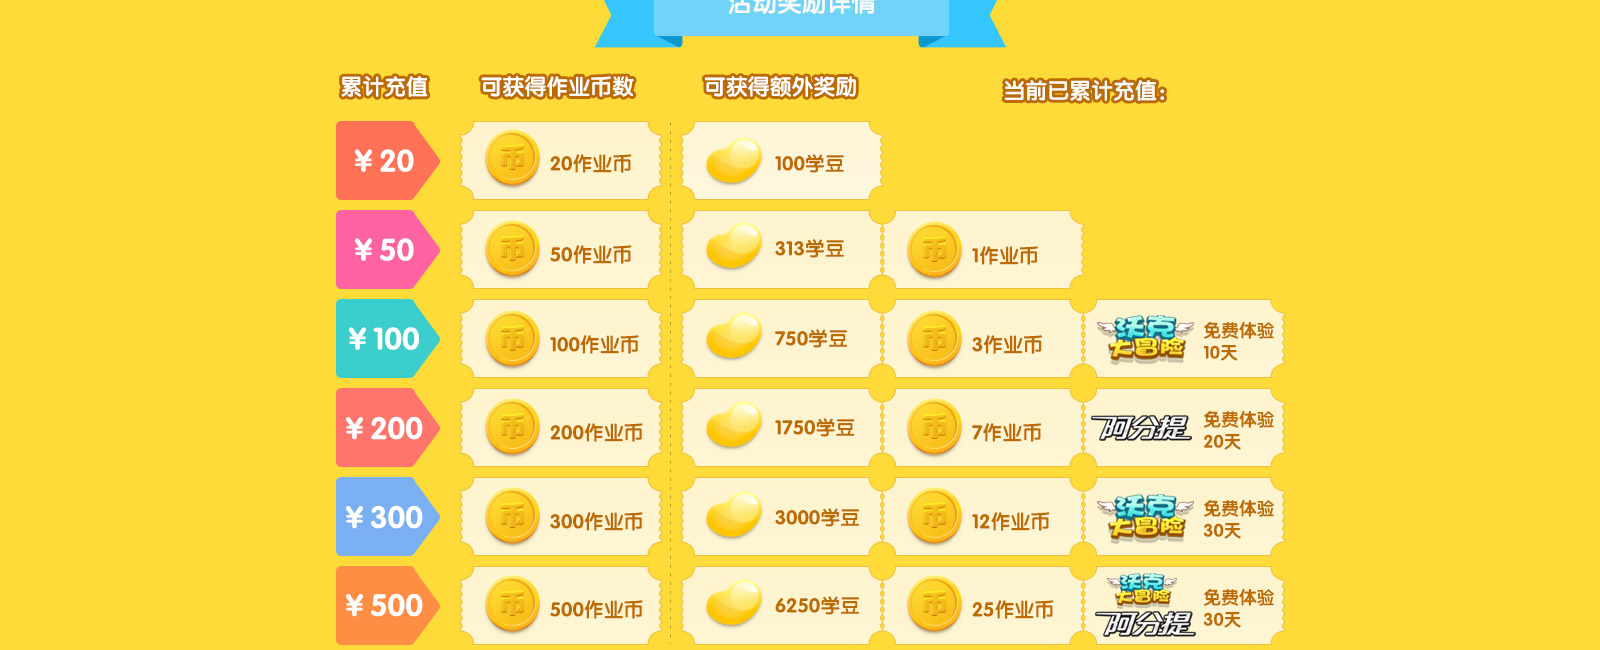 活动奖励详情
累计充值 可获得作业币数 可获得额外奖励 当前已累计充值:
¥20 币 20作业币 100学豆
¥50 币 50作业币 313学豆 币 1作业币
¥100 币 100作业币 750学豆 币 3作业币 沃克大冒险 免费体验10天
¥200 币 200作业币 1750学豆 币 7作业币 阿分提 免费体验20天
¥300 币 300作业币 3000学豆 币 12作业币 沃克大冒险 免费体验30天
¥500 币 500作业币 6250学豆 币 25作业币 沃克大冒险 阿分提 免费体验30天